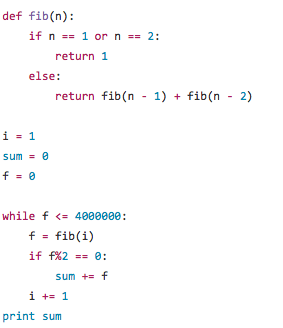 def fib(n):
    if n == 1 or n == 2:
        return 1
    else:
        return fib(n - 1) + fib(n - 2)

i = 1
sum = 0
f = 0

while f <= 4000000:
    f = fib(i)
    if f%2 == 0:
        sum += f
    i += 1
print sum